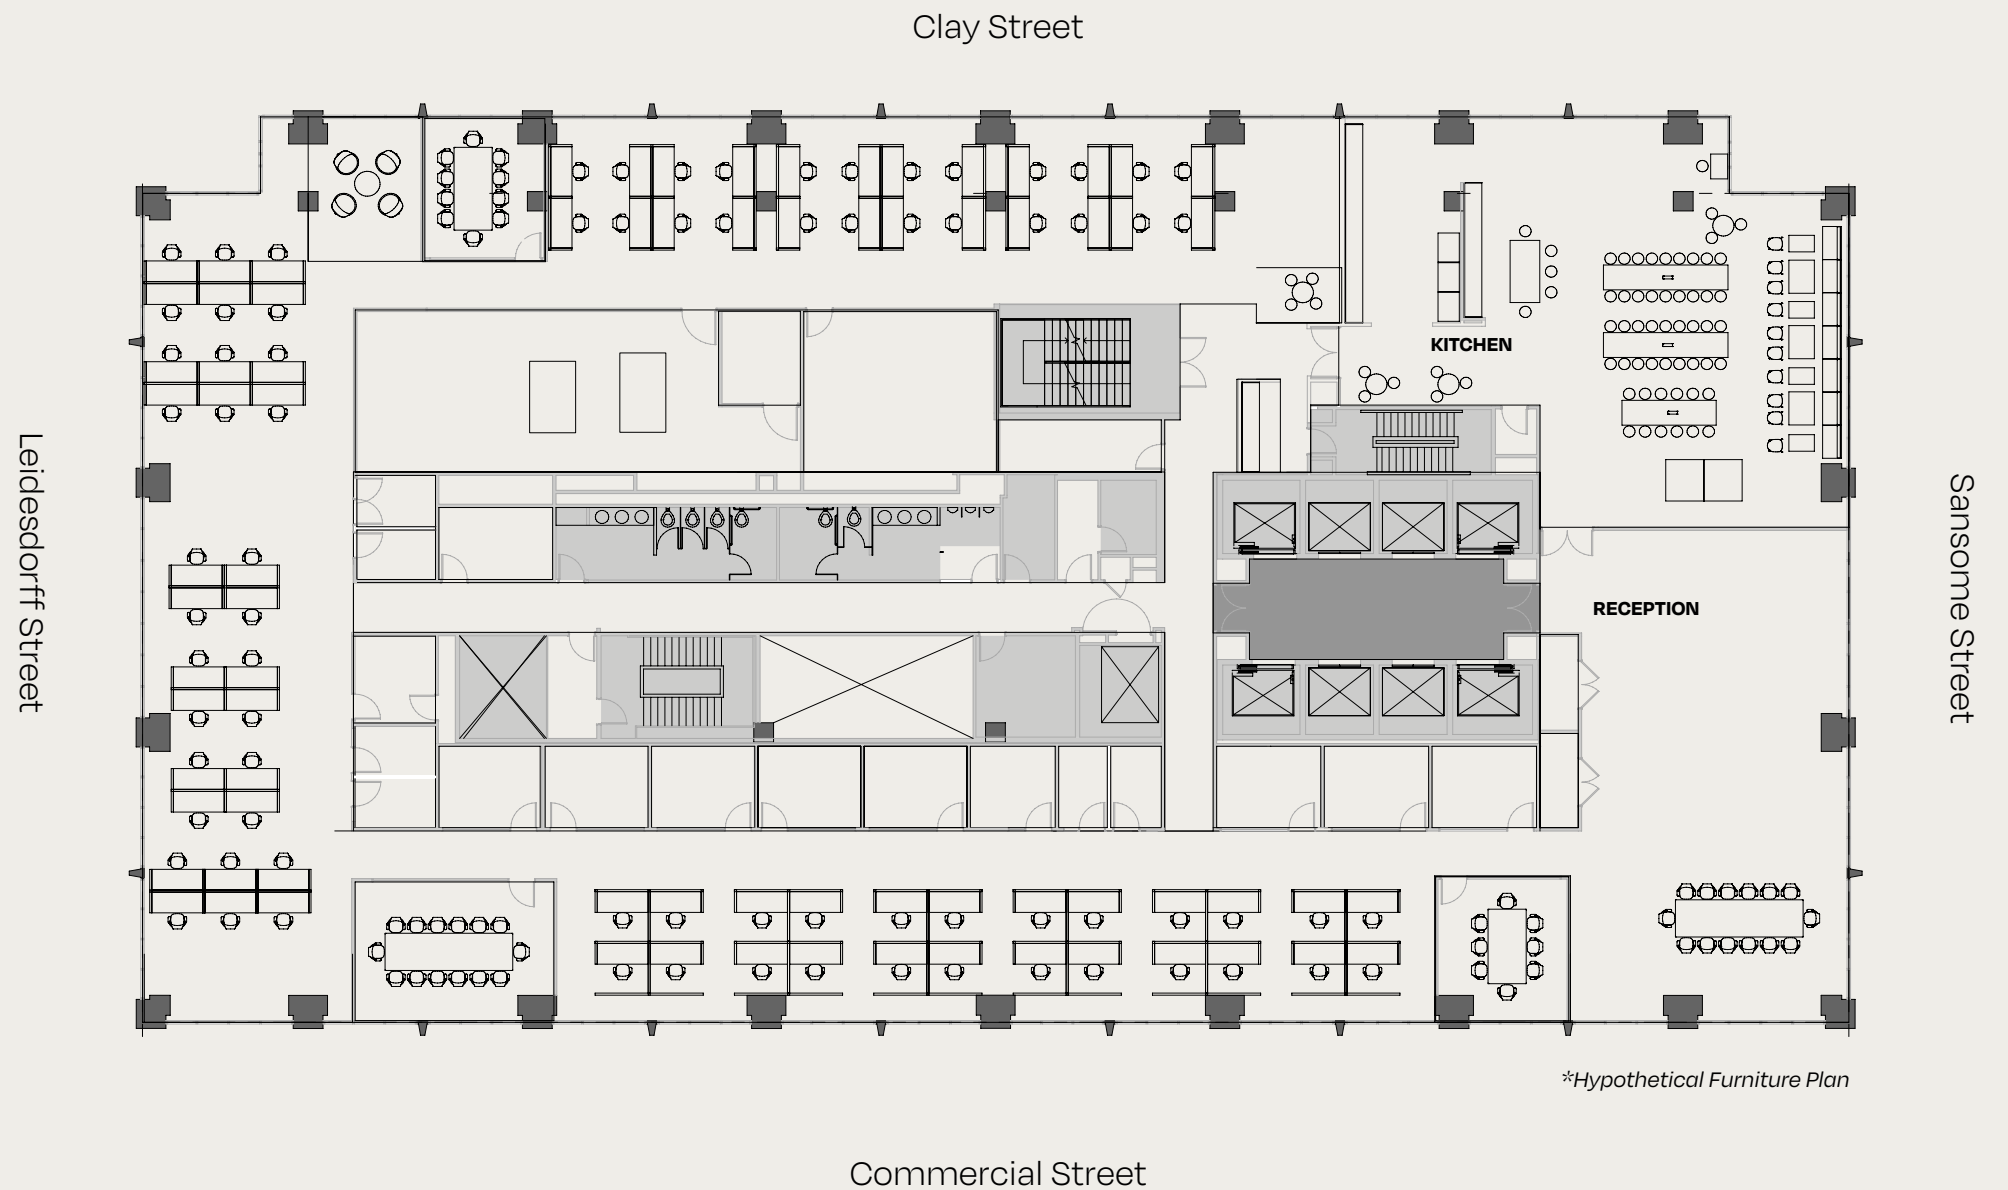 Clay Street
KITCHEN
Leidesdorff Street
Sansome Street
RECEPTION
*Hypothetical Furniture Plan
Commercial Street